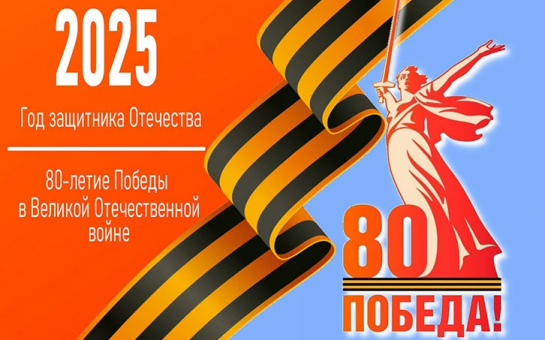 2025
Год защитника Отечества
80-летие Победы
в Великой Отечественной
войне
80
ПОБЕДА!